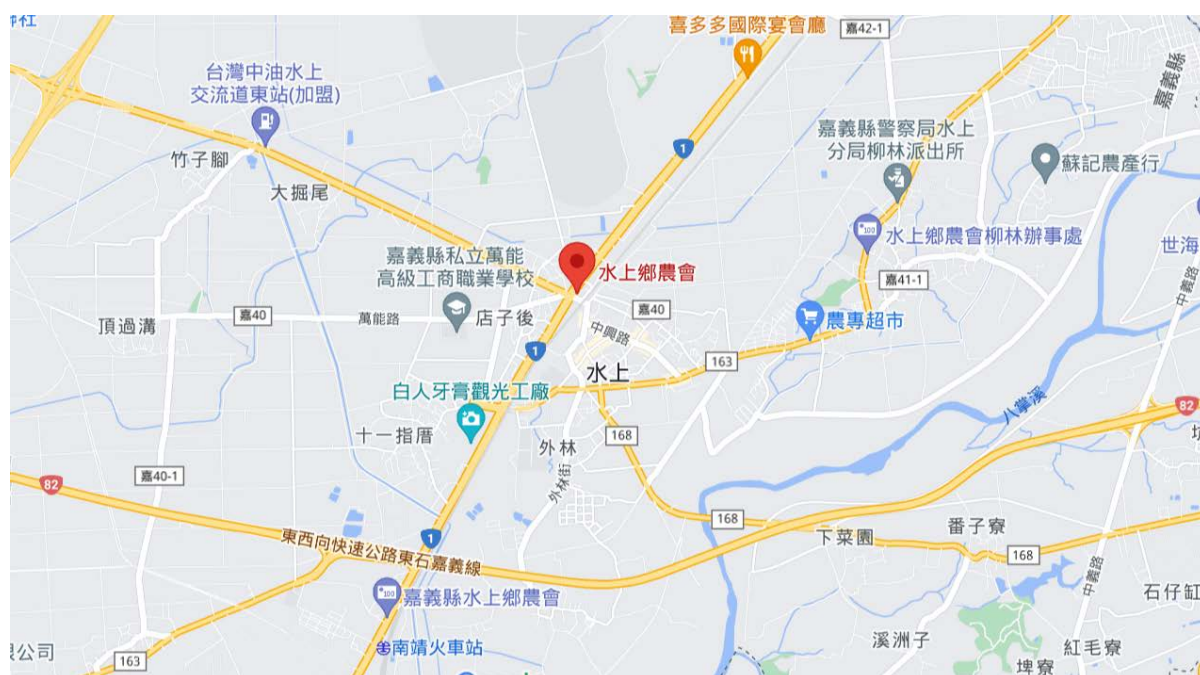 喜多多國際宴會廳
嘉42-1
台灣中油水上
交流道東站(加盟)
嘉義縣
1
嘉義縣警察局水上
分局柳林派出所
竹子腳
蘇記農產行
大掘尾
水上鄉農會柳林辦事處
世海
嘉義縣私立萬能
高級工商職業學校
水上鄉農會
嘉41-1
中義路
嘉40
萬能路
店子後
嘉40
頂過溝
中興路
農專超市
1
水上
163
白人牙膏觀光工廠
八掌溪
82
十一指厝
168
外林
嘉40-1
外林街
82
168
1
下菜園
番子寮
東西向快速公路東石嘉義線
168
中義路
嘉義縣水上鄉農會
石仔缸
南靖火車站
溪洲子
紅毛寮
公司
163
埤寮